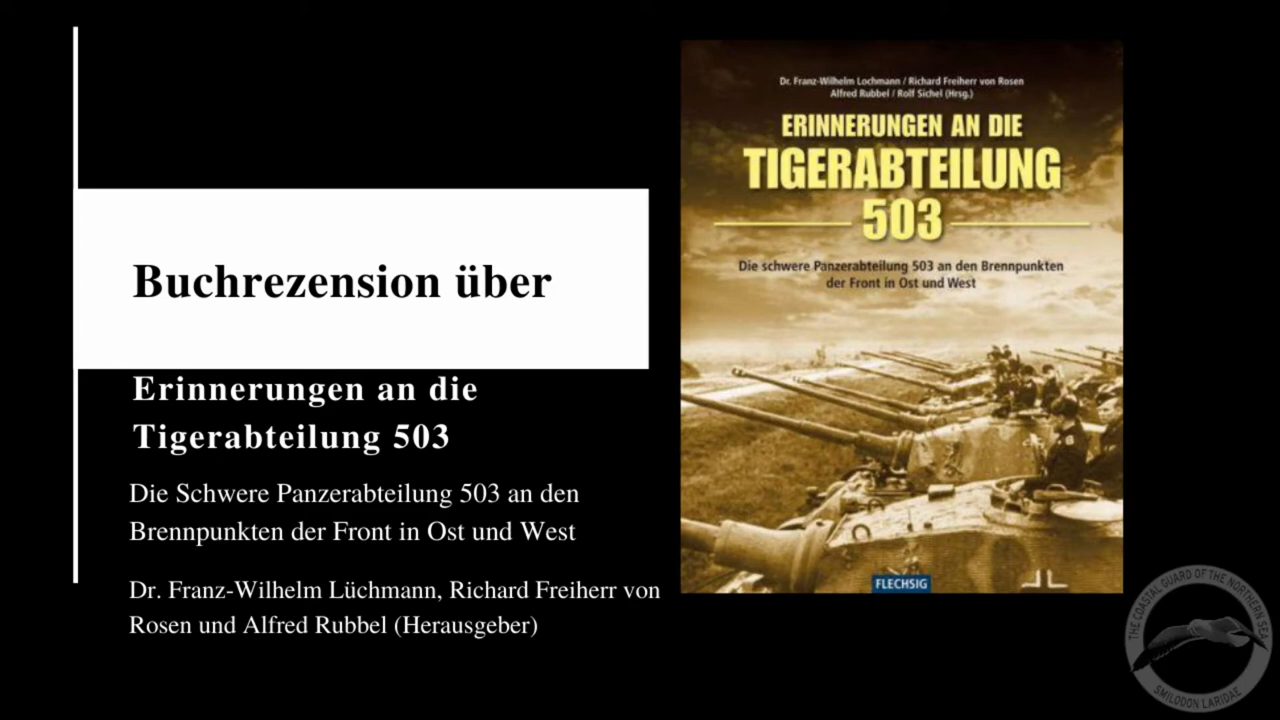 Buchrezension über
Erinnerungen an die
Tigerabteilung 503
Die Schwere Panzerabteilung 503 an den
Brennpunkten der Front in Ost und West
Dr. Franz-Wilhelm Lüchmann, Richard Freiherr von
Rosen und Alfred Rubbel (Herausgeber)
Dr. Franz-Wilhelm Lochmann / Richard Freiherr von Rosen
Alfred Rubbel / Rolf Sichel (Hrsg.)
ERINNERUNGEN AN DIE
TIGERABTEILUNG
503
Die schwere Panzerabteilung 503 an den Brennpunkten
der Front in Ost und West
FLECHSIG
THE COASTAL GUARD OF THE NORTHERN SEA
SMILODON LARIDAE